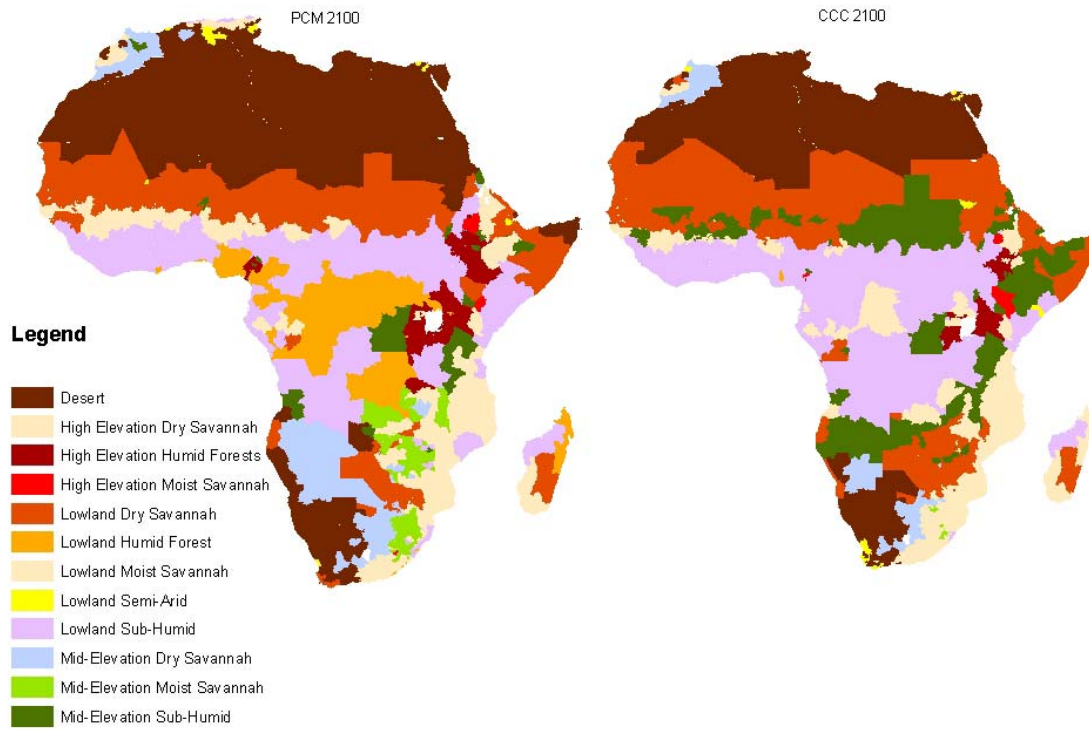 PCM 2100
CCC 2100
Legend
Desert
High Elevation Dry Savannah
High Elevation Humid Forests
High Elevation Moist Savannah
Lowland Dry Savannah
Lowland Humid Forest
Lowland Moist Savannah
Lowland Semi-Arid
Lowland Sub-Humid
Mid-Elevation Dry Savannah
Mid-Elevation Moist Savannah
Mid-Elevation Sub-Humid